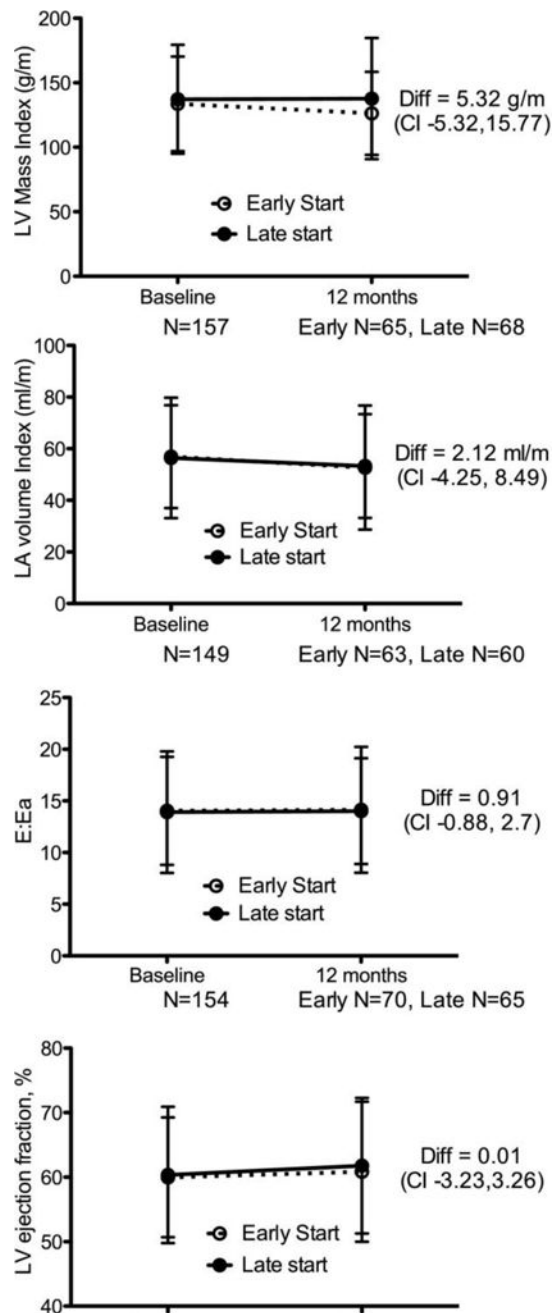 LV Mass Index (g/m)
200
150
100
50
0
Diff = 5.32 g/m
(CI -5.32,15.77)
Early Start
Late start
Baseline
12 months
N=157
Early N=65, Late N=68
LA volume Index (ml/m)
100
80
60
40
20
0
Diff = 2.12 ml/m
(CI -4.25, 8.49)
Early Start
Late start
Baseline
12 months
N=149
Early N=63, Late N=60
E:Ea
25
20
15
10
5
0
Diff = 0.91
(CI -0.88, 2.7)
Early Start
Late start
Baseline
12 months
N=154
Early N=70, Late N=65
LV ejection fraction, %
80
70
60
50
40
Diff = 0.01
(CI -3.23,3.26)
Early Start
Late start